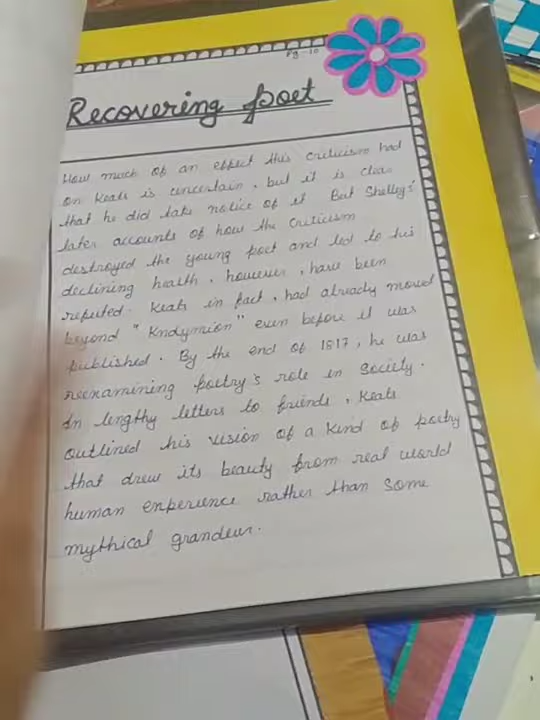 Pg-10
Recovering poet
How much of an effect this criticism had
on Keats is uncertain, but it is clear
that he did take notice of it But Shelley's
later accounts of how the criticism
destroyed the young poet and led to his
declining health, however, have been
refuted. Keats in fact, had already moved
beyond "Kndymion" even before it was
published. By the end of 1817, he was
reexamining poetry's role in society.
In lengthy letters to friends, Keats
outlined his vision of a kind of poetry
that drew its beauty from real world
human experience rather than some
mythical grandeur.